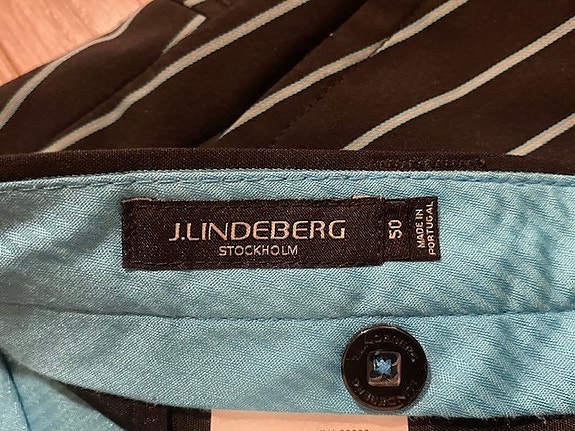 J.LINDEBERG
STOCKHOLM
50
MADE IN
PORTUGAL